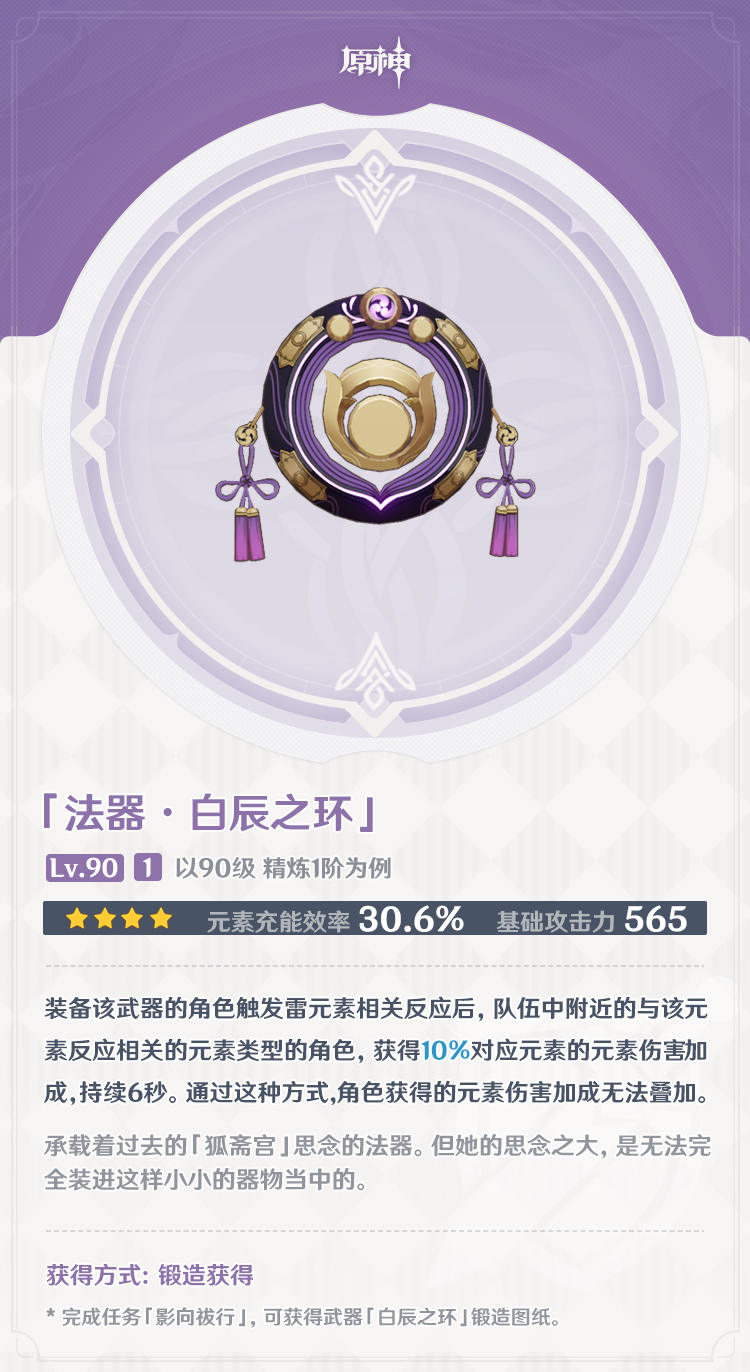 原神
「法器·白辰之环」
Lv.90 1 以90级 精炼1阶为例
元素充能效率 30.6% 基础攻击力 565
装备该武器的角色触发雷元素相关反应后，队伍中附近的与该元
素反应相关的元素类型的角色，获得10%对应元素的元素伤害加
成，持续6秒。通过这种方式，角色获得的元素伤害加成无法叠加。
承载着过去的「狐斋宫」思念的法器。但她的思念之大，是无法完
全装进这样小小的器物当中的。
获得方式：锻造获得
* 完成任务「影向祓行」，可获得武器「白辰之环」锻造图纸。